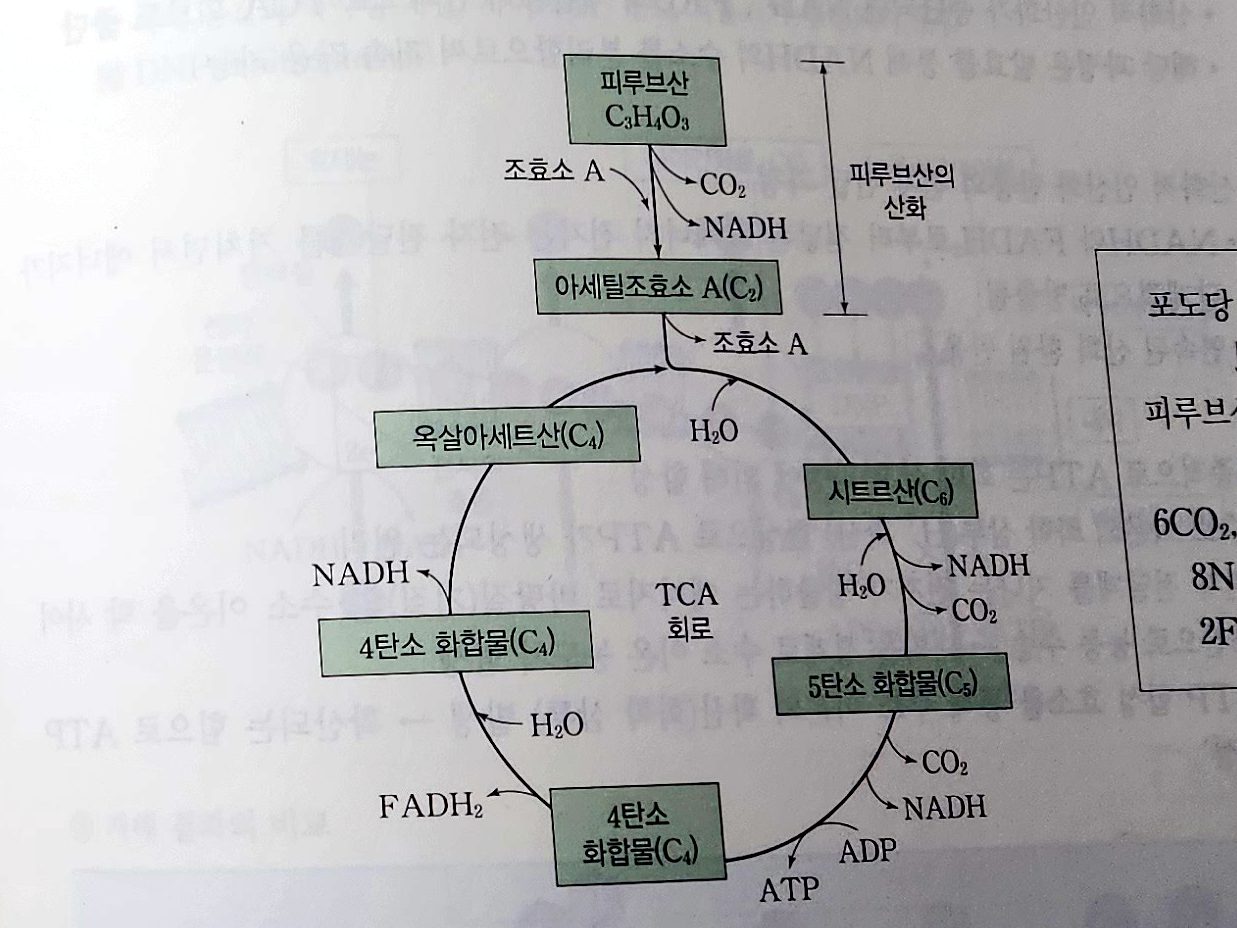 피루브산
C₃H₄O₃
조효소 A
CO₂
NADH
피루브산의
산화
아세틸조효소 A(C₂)
조효소 A
옥살아세트산(C₄)
H₂O
시트르산(C₆)
H₂O
NADH
CO₂
NADH
TCA
회로
4탄소 화합물(C₄)
5탄소 화합물(C₅)
H₂O
CO₂
NADH
FADH₂
4탄소
화합물(C₄)
ADP
ATP
포도당
피루브
6CO₂,
8N
2F